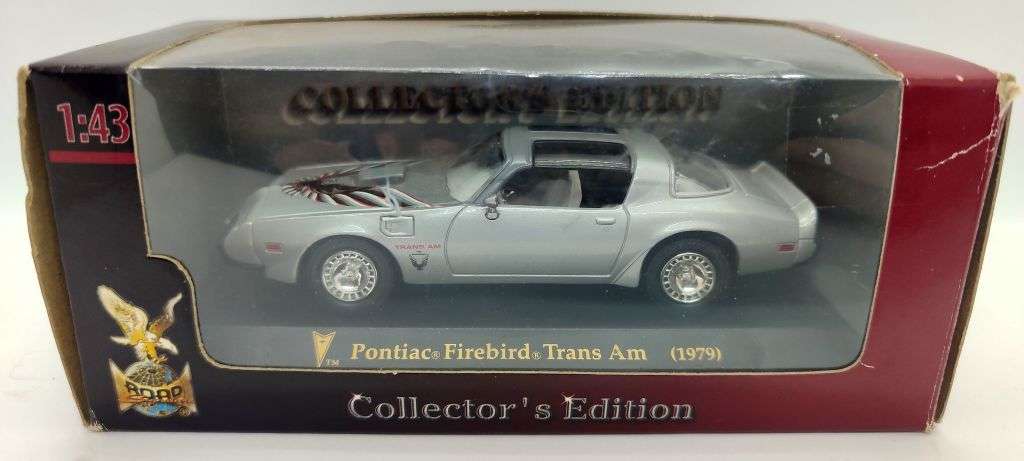 COLLECTOR'S EDITION
1:43
TRANS AM
™ Pontiac® Firebird® Trans Am (1979)
ROAD
Collector's Edition